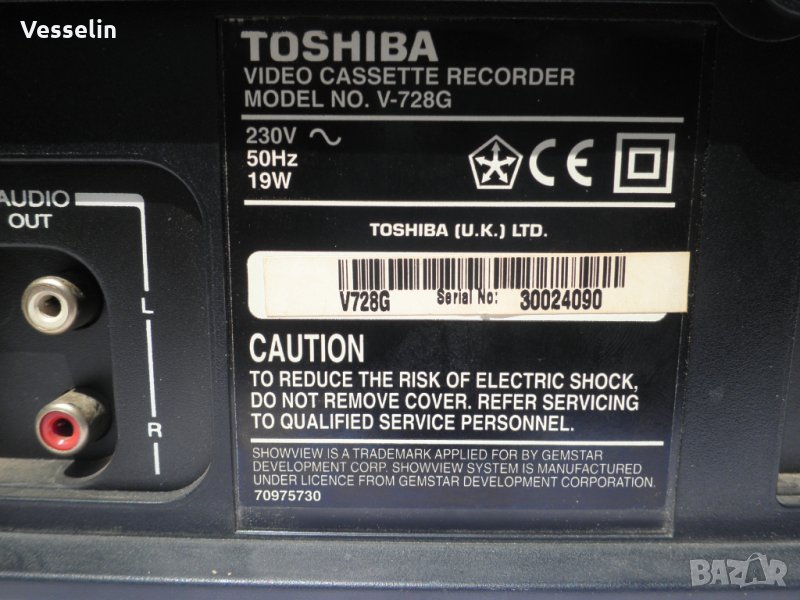 Vesselin
TOSHIBA
VIDEO CASSETTE RECORDER
MODEL NO. V-728G
230V
50Hz
19W
CE
AUDIO
OUT
L
R
TOSHIBA (U.K.) LTD.
V728G Serial No: 30024090
CAUTION
TO REDUCE THE RISK OF ELECTRIC SHOCK,
DO NOT REMOVE COVER. REFER SERVICING
TO QUALIFIED SERVICE PERSONNEL.
SHOWVIEW IS A TRADEMARK APPLIED FOR BY GEMSTAR
DEVELOPMENT CORP. SHOWVIEW SYSTEM IS MANUFACTURED
UNDER LICENCE FROM GEMSTAR DEVELOPMENT CORPORATION.
70975730
BAZAR